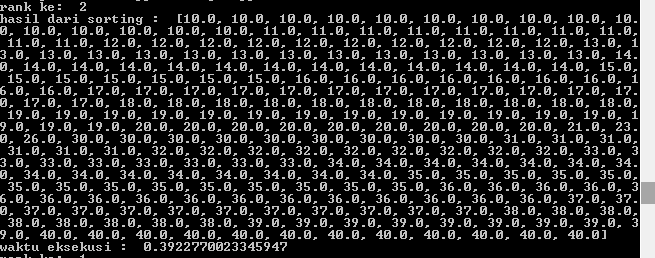 rank ke:  2
hasil dari sorting :  [10.0, 10.0, 10.0, 10.0, 10.0, 10.0, 10.0, 10.0, 10.
0, 10.0, 10.0, 10.0, 10.0, 10.0, 11.0, 11.0, 11.0, 11.0, 11.0, 11.0, 11.0, 11.0,
 11.0, 11.0, 12.0, 12.0, 12.0, 12.0, 12.0, 12.0, 12.0, 12.0, 12.0, 12.0, 13.0, 1
3.0, 13.0, 13.0, 13.0, 13.0, 13.0, 13.0, 13.0, 13.0, 13.0, 13.0, 13.0, 13.0, 14.
0, 14.0, 14.0, 14.0, 14.0, 14.0, 14.0, 14.0, 14.0, 14.0, 14.0, 14.0, 14.0, 15.0,
 15.0, 15.0, 15.0, 15.0, 15.0, 15.0, 16.0, 16.0, 16.0, 16.0, 16.0, 16.0, 16.0, 1
6.0, 16.0, 17.0, 17.0, 17.0, 17.0, 17.0, 17.0, 17.0, 17.0, 17.0, 17.0, 17.0, 17.
0, 17.0, 17.0, 18.0, 18.0, 18.0, 18.0, 18.0, 18.0, 18.0, 18.0, 18.0, 19.0, 19.0,
 19.0, 19.0, 19.0, 19.0, 19.0, 19.0, 19.0, 19.0, 19.0, 19.0, 19.0, 19.0, 19.0, 1
9.0, 19.0, 19.0, 20.0, 20.0, 20.0, 20.0, 20.0, 20.0, 20.0, 20.0, 20.0, 21.0, 23.
0, 26.0, 30.0, 30.0, 30.0, 30.0, 30.0, 30.0, 30.0, 30.0, 30.0, 31.0, 31.0, 31.0,
 31.0, 31.0, 31.0, 32.0, 32.0, 32.0, 32.0, 32.0, 32.0, 32.0, 32.0, 32.0, 33.0, 3
3.0, 33.0, 33.0, 33.0, 33.0, 33.0, 33.0, 34.0, 34.0, 34.0, 34.0, 34.0, 34.0, 34.
0, 34.0, 34.0, 34.0, 34.0, 35.0, 35.0, 35.0, 35.0, 35.0, 35.0, 35.0, 35.0, 35.0,
 35.0, 35.0, 35.0, 35.0, 35.0, 35.0, 35.0, 35.0, 36.0, 36.0, 36.0, 36.0, 36.0, 3
6.0, 36.0, 36.0, 36.0, 36.0, 36.0, 36.0, 36.0, 36.0, 36.0, 36.0, 36.0, 37.0, 37.
0, 37.0, 37.0, 37.0, 37.0, 37.0, 37.0, 37.0, 37.0, 37.0, 38.0, 38.0, 38.0, 38.0,
 38.0, 38.0, 38.0, 38.0, 38.0, 39.0, 39.0, 39.0, 39.0, 39.0, 39.0, 39.0, 39.0, 3
9.0, 40.0, 40.0, 40.0, 40.0, 40.0, 40.0, 40.0, 40.0, 40.0, 40.0, 40.0, 40.0]
waktu eksekusi :  0.3922770023345947